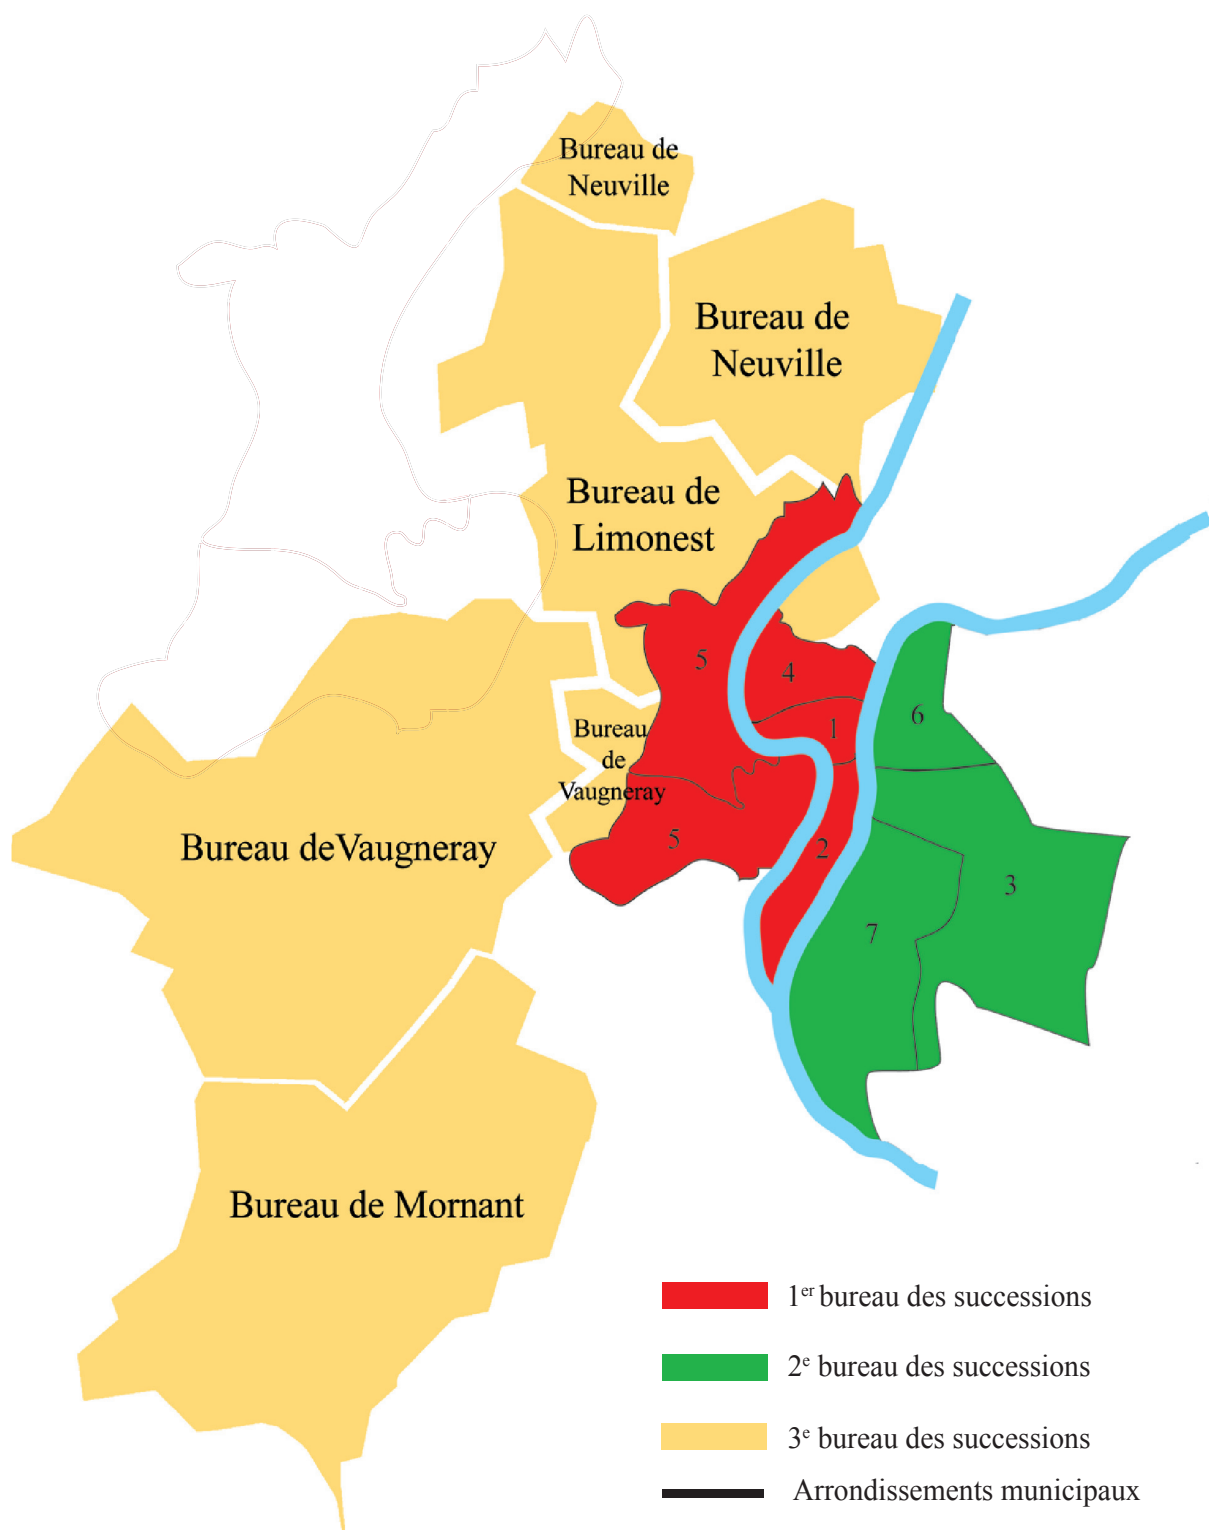 Bureau de
Neuville
Bureau de
Neuville
Bureau de
Limonest
5
4
1
6
Bureau
de
Vaugneray
Bureau deVaugneray
5
2
3
7
Bureau de Mornant
1er bureau des successions
2e bureau des successions
3e bureau des successions
Arrondissements municipaux